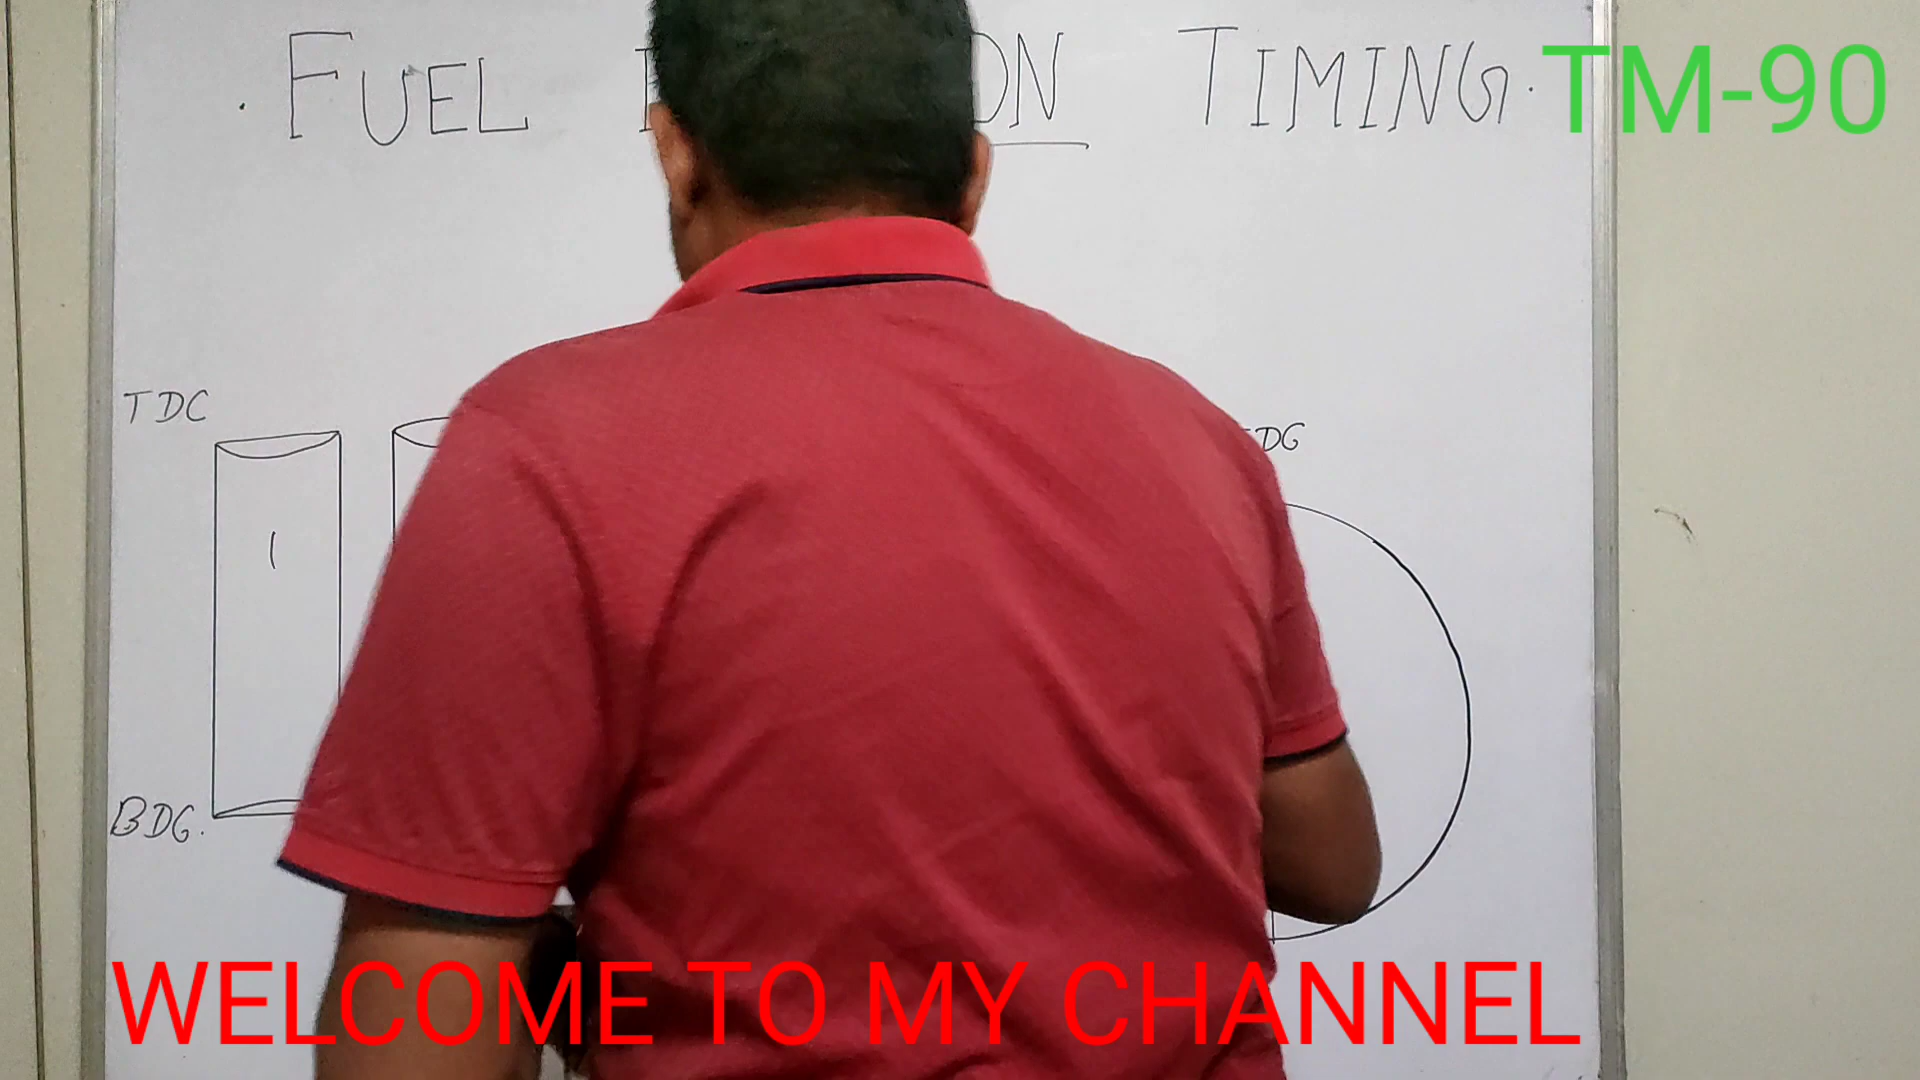 . FUEL ON TIMING .
TM-90
TDC
DG
1
BDG.
WELCOME TO MY CHANNEL